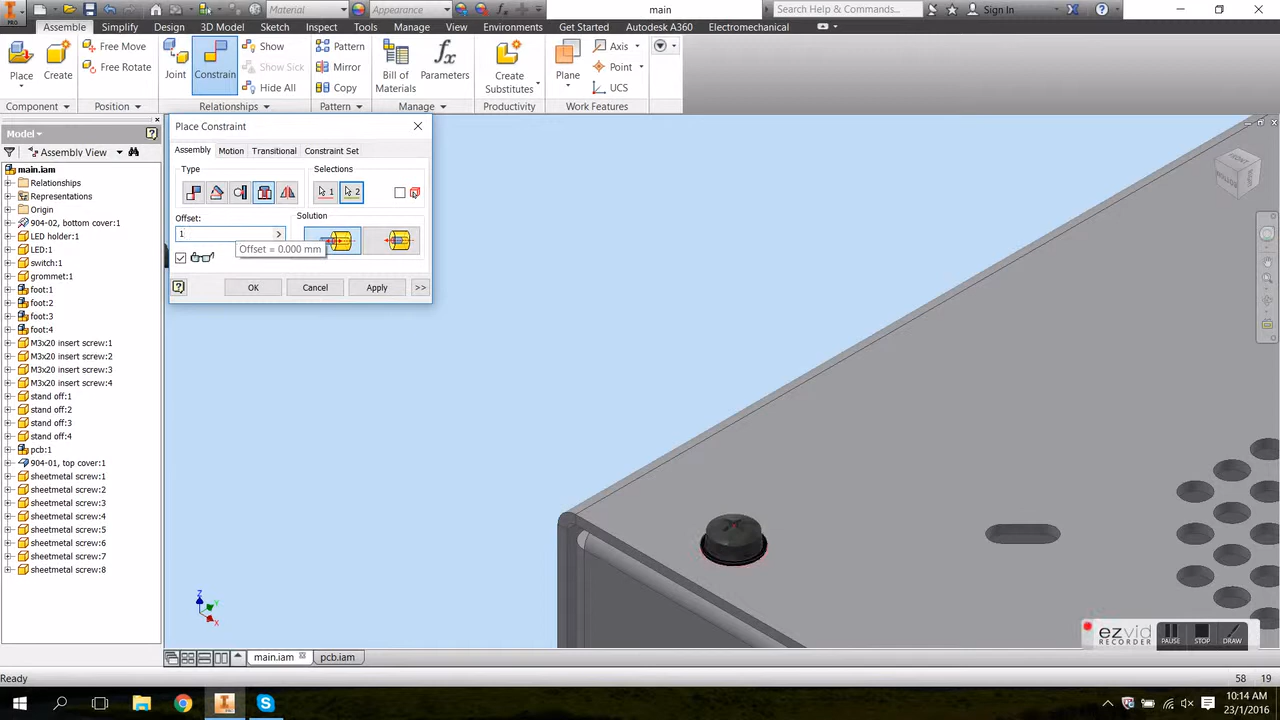 Material
Appearance
main
Search Help & Commands...
Sign In
PRO
Assemble Simplify Design 3D Model Sketch Inspect Tools Manage View Environments Get Started Autodesk A360 Electromechanical
Place
Create
Free Move
Free Rotate
Joint
Constrain
Show
Show Sick
Hide All
Pattern
Mirror
Copy
Bill of
Materials
Parameters
Create
Substitutes
Plane
Axis
Point
UCS
Component Position Relationships Pattern Manage Productivity Work Features
Model
Assembly View
main.iam
Relationships
Representations
Origin
904-02, bottom cover:1
LED holder:1
LED:1
switch:1
grommet:1
foot:1
foot:2
foot:3
foot:4
M3x20 insert screw:1
M3x20 insert screw:2
M3x20 insert screw:3
M3x20 insert screw:4
stand off:1
stand off:2
stand off:3
stand off:4
pcb:1
904-01, top cover:1
sheetmetal screw:1
sheetmetal screw:2
sheetmetal screw:3
sheetmetal screw:4
sheetmetal screw:5
sheetmetal screw:6
sheetmetal screw:7
sheetmetal screw:8
Place Constraint
Assembly Motion Transitional Constraint Set
Type
Selections
1 2
Offset:
1
Solution
Offset = 0.000 mm
OK Cancel Apply >>
FRONT
BOTTOM
Z
Y
X
ezvid
RECORDER
PAUSE STOP DRAW
main.iam pcb.iam
Ready
58 19
10:14 AM
23/1/2016